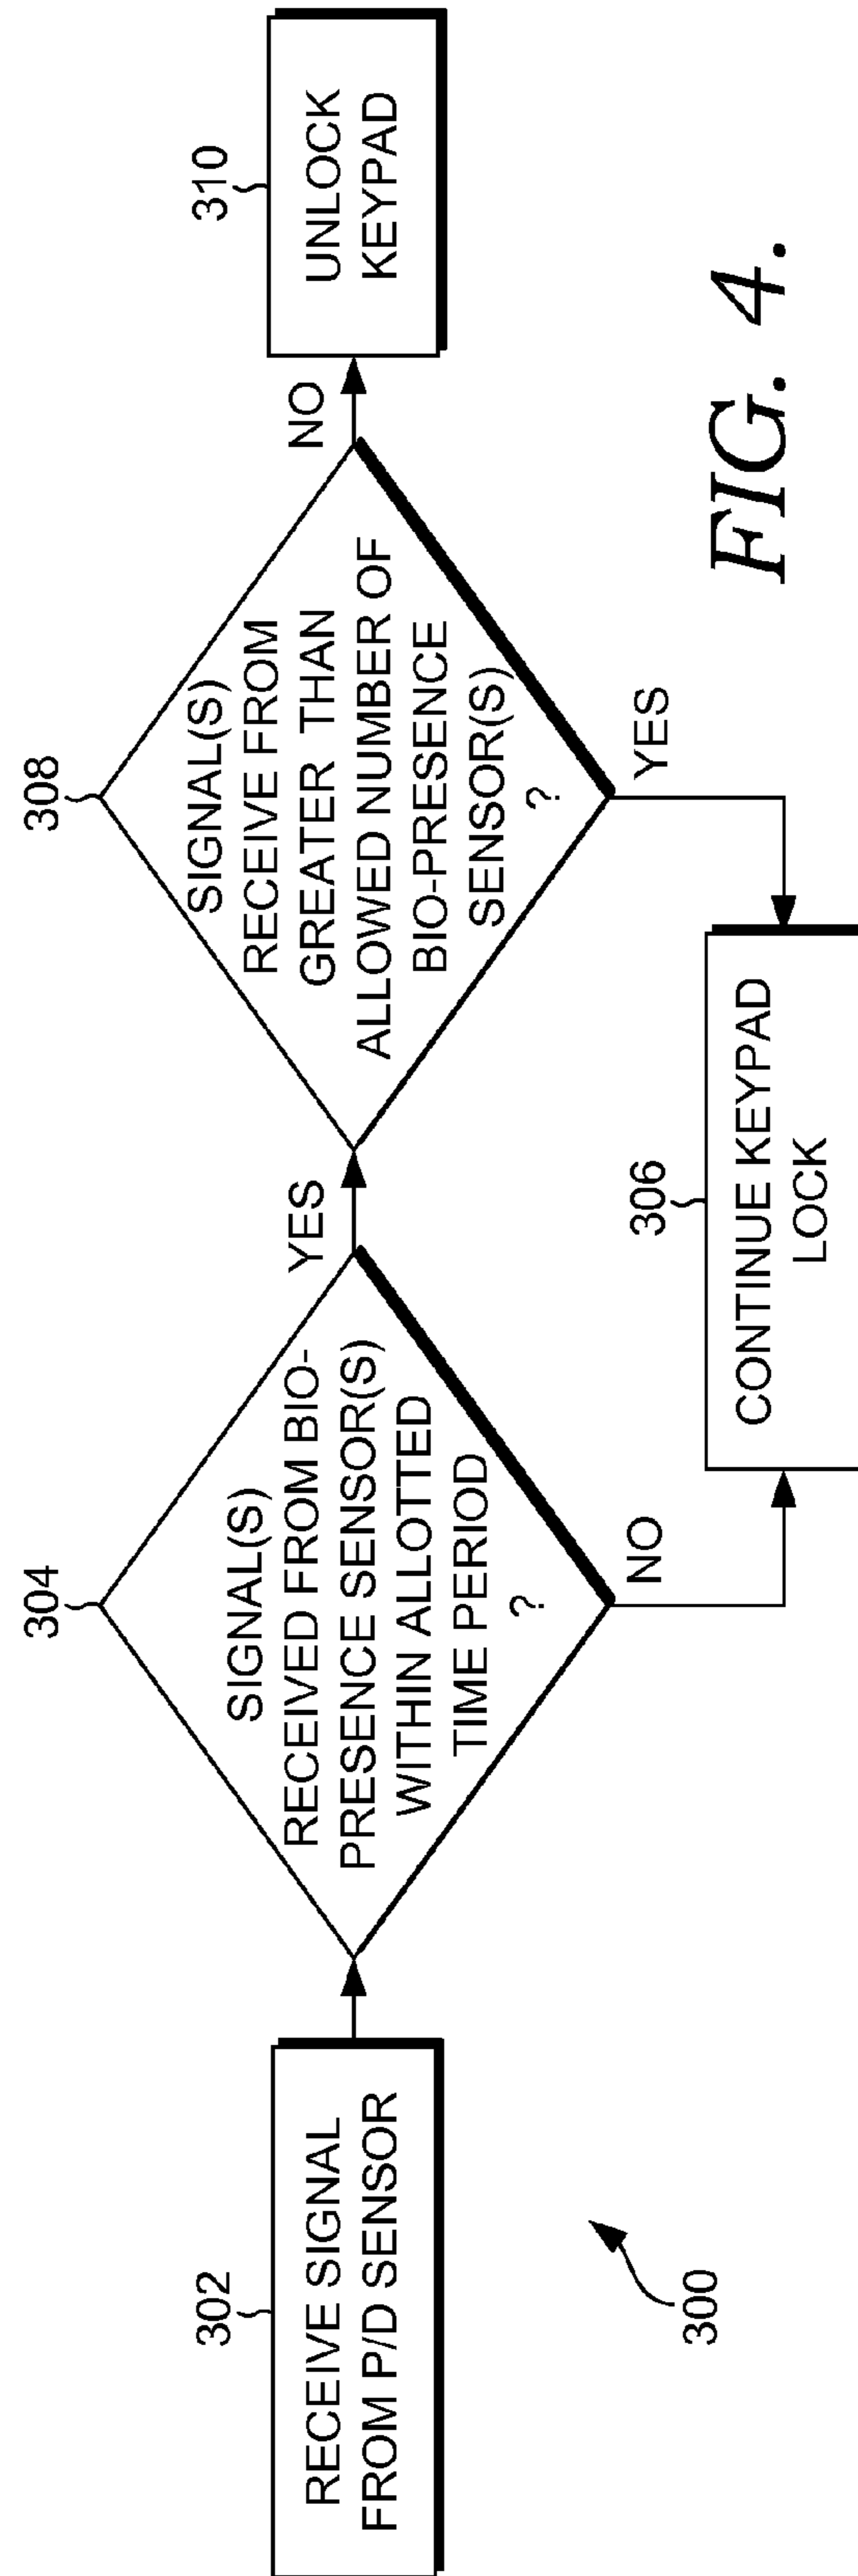 302
RECEIVE SIGNAL
FROM P/D SENSOR
304
SIGNAL(S)
RECEIVED FROM BIO-
PRESENCE SENSOR(S)
WITHIN ALLOTTED
TIME PERIOD
?
YES
NO
308
SIGNAL(S)
RECEIVE FROM
GREATER THAN
ALLOWED NUMBER OF
BIO-PRESENCE
SENSOR(S)
?
NO
YES
310
UNLOCK
KEYPAD
306
CONTINUE KEYPAD
LOCK
300
FIG. 4.